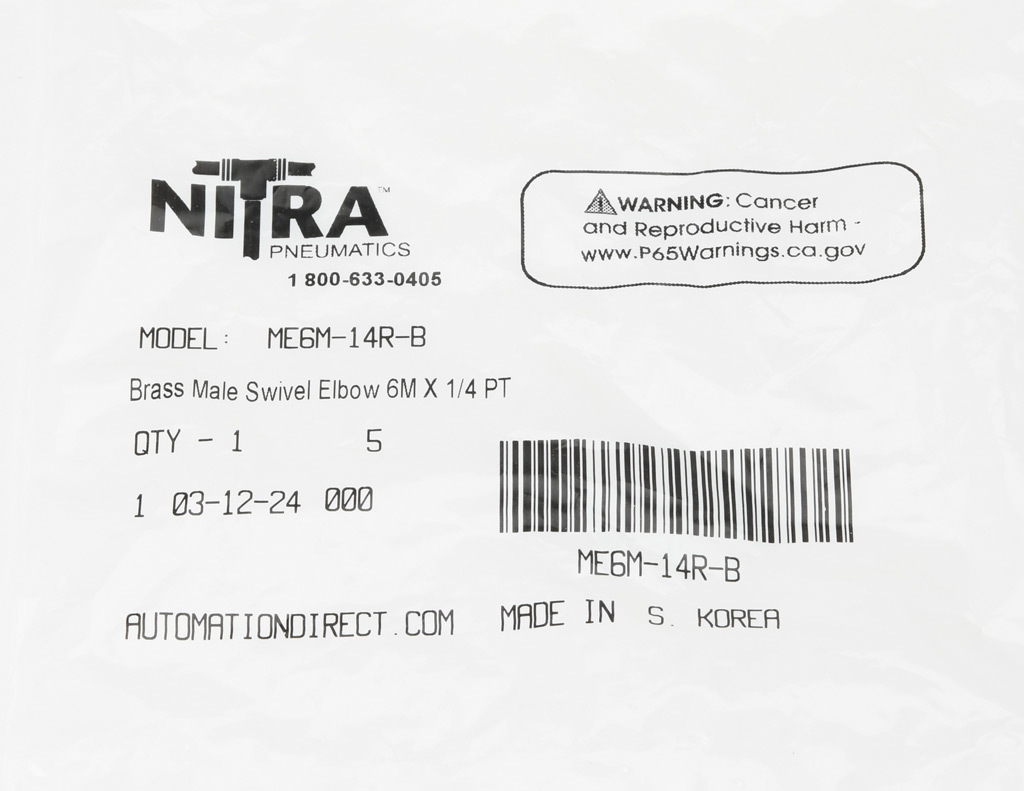 NITRA™
PNEUMATICS
1 800-633-0405
WARNING: Cancer
and Reproductive Harm -
www.P65Warnings.ca.gov
MODEL: ME6M-14R-B
Brass Male Swivel Elbow 6M X 1/4 PT
QTY - 1 5
1 03-12-24 000
ME6M-14R-B
AUTOMATIONDIRECT.COM MADE IN S. KOREA